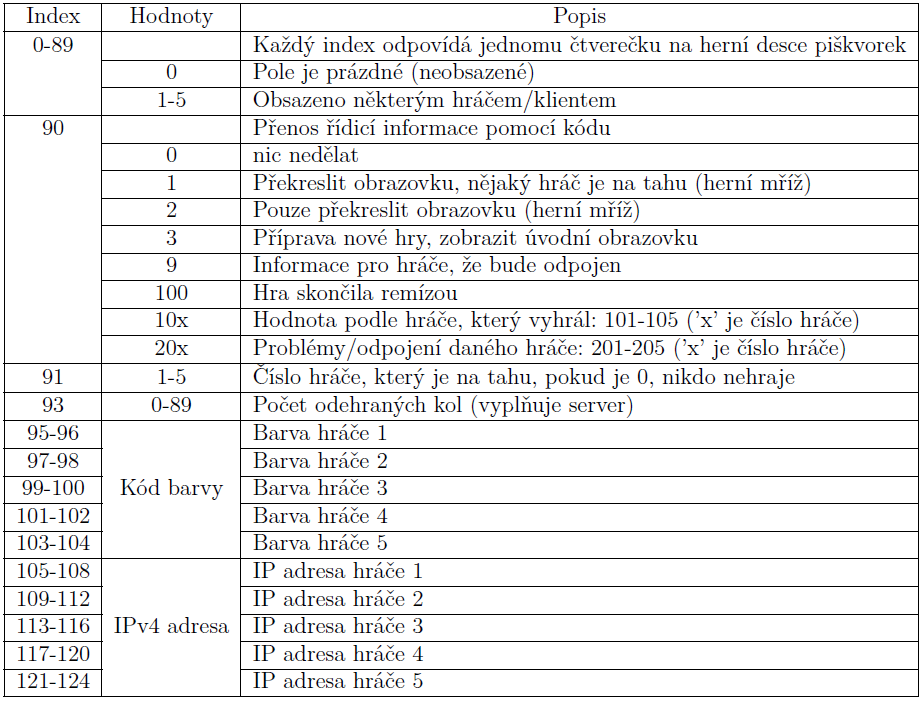 Index Hodnoty Popis
0-89 Každý index odpovídá jednomu čtverečku na herní desce piškvorek
0 Pole je prázdné (neobsazené)
1-5 Obsazeno některým hráčem/klientem
90 Přenos řídicí informace pomocí kódu
0 nic nedělat
1 Překreslit obrazovku, nějaký hráč je na tahu (herní mříž)
2 Pouze překreslit obrazovku (herní mříž)
3 Příprava nové hry, zobrazit úvodní obrazovku
9 Informace pro hráče, že bude odpojen
100 Hra skončila remízou
10x Hodnota podle hráče, který vyhrál: 101-105 ('x' je číslo hráče)
20x Problémy/odpojení daného hráče: 201-205 ('x' je číslo hráče)
91 1-5 Číslo hráče, který je na tahu, pokud je 0, nikdo nehraje
93 0-89 Počet odehraných kol (vyplňuje server)
95-96 Barva hráče 1
97-98 Barva hráče 2
99-100 Kód barvy Barva hráče 3
101-102 Barva hráče 4
103-104 Barva hráče 5
105-108 IP adresa hráče 1
109-112 IP adresa hráče 2
113-116 IPv4 adresa IP adresa hráče 3
117-120 IP adresa hráče 4
121-124 IP adresa hráče 5